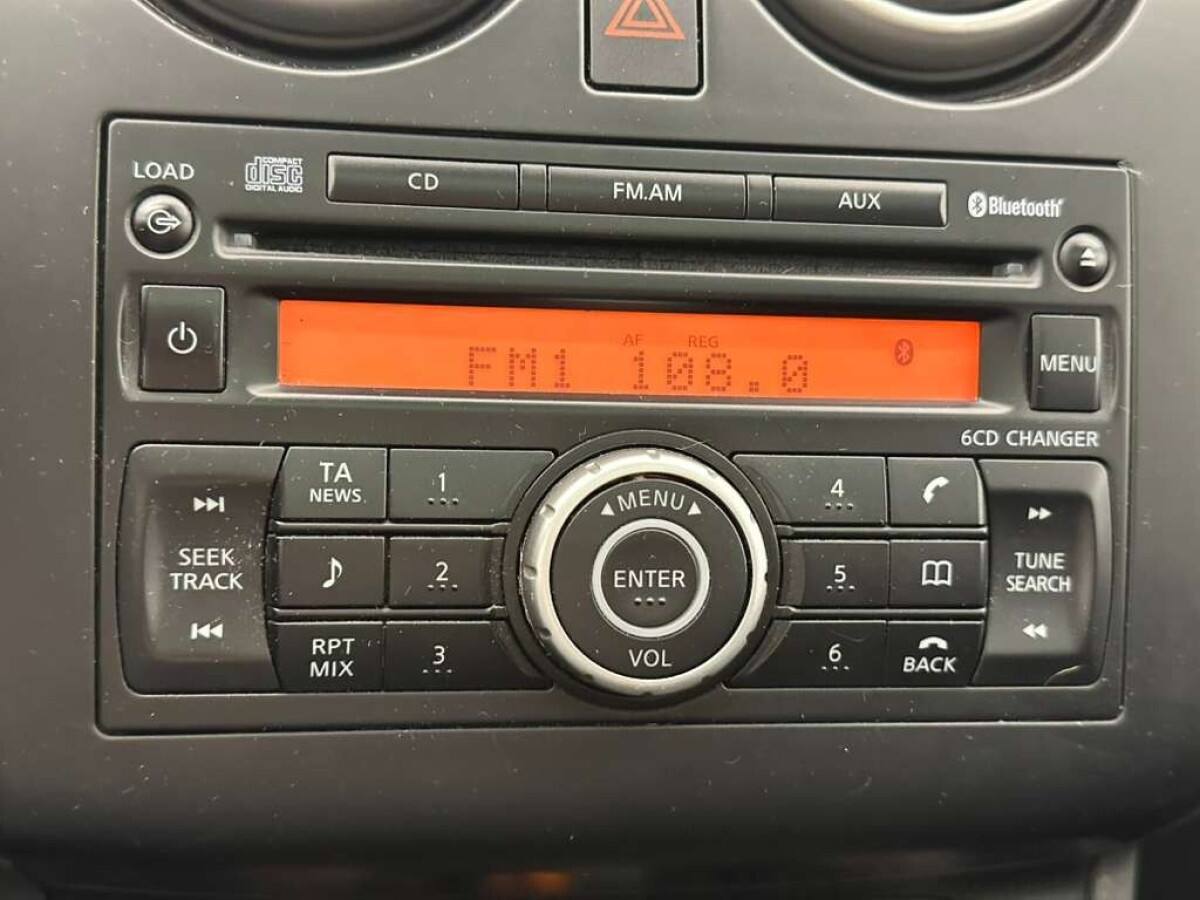 LOAD
COMPACT
disc
DIGITAL AUDIO
CD
FM.AM
AUX
Bluetooth
AF REG
FM1 108.0
MENU
6CD CHANGER
SEEK
TRACK
TA
NEWS
1
2
RPT
MIX
3
MENU
ENTER
VOL
4
5
6
BACK
TUNE
SEARCH